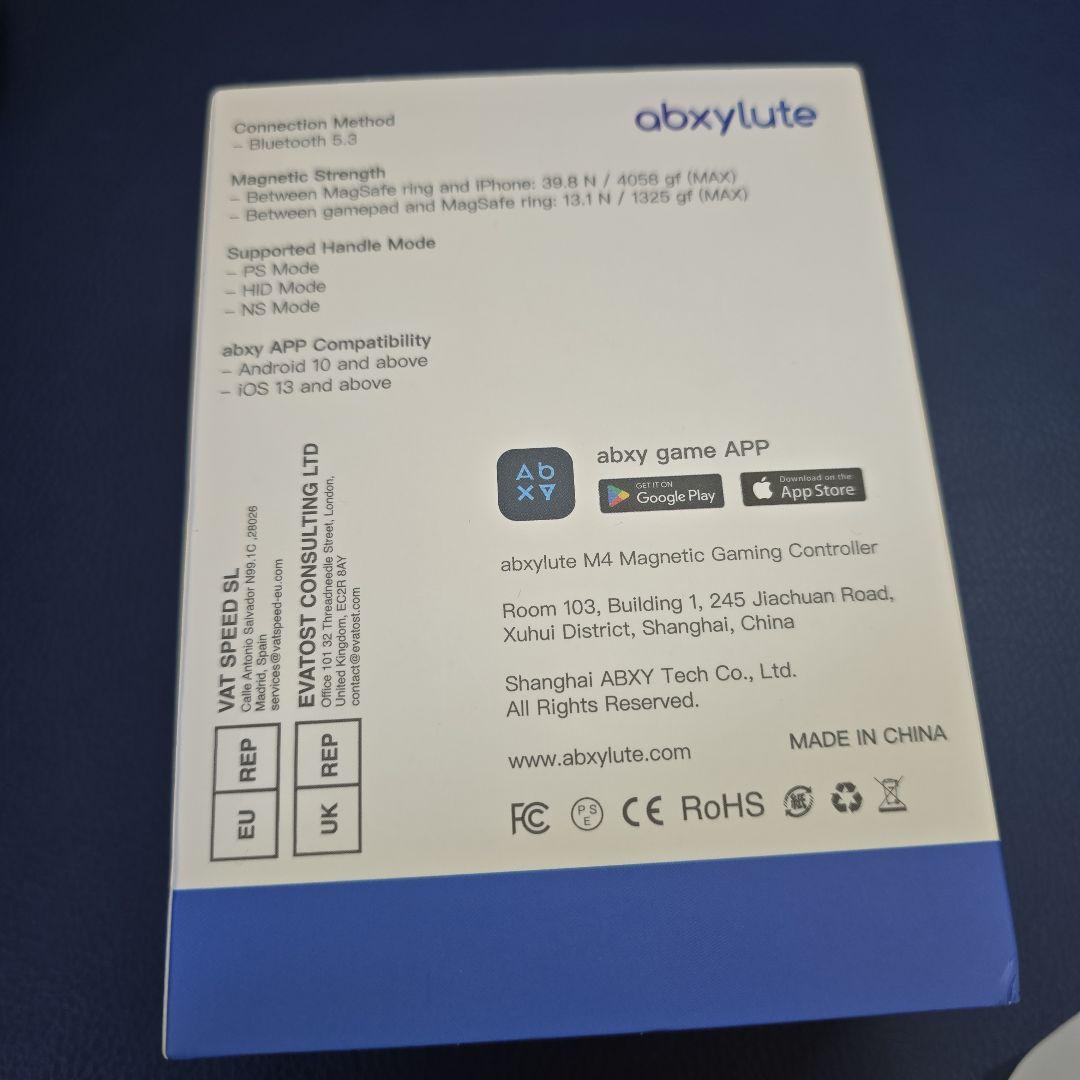 abxylute
Connection Method
– Bluetooth 5.3
Magnetic Strength
– Between MagSafe ring and iPhone: 39.8 N / 4058 gf (MAX)
– Between gamepad and MagSafe ring: 13.1 N / 1325 gf (MAX)
Supported Handle Mode
– PS Mode
– HID Mode
– NS Mode
abxy APP Compatibility
– Android 10 and above
– iOS 13 and above
Ab
XY
abxy game APP
GET IT ON
Google Play
Download on the
App Store
abxylute M4 Magnetic Gaming Controller
Room 103, Building 1, 245 Jiachuan Road,
Xuhui District, Shanghai, China
Shanghai ABXY Tech Co., Ltd.
All Rights Reserved.
www.abxylute.com
MADE IN CHINA
FC
PS
E
CE
RoHS
紙
EU REP
VAT SPEED SL
Calle Antonio Salvador N99.1C ,28026
Madrid, Spain
services@vatspeed-eu.com
UK REP
EVATOST CONSULTING LTD
Office 101 32 Threadneedle Street, London,
United Kingdom, EC2R 8AY
contact@evatost.com